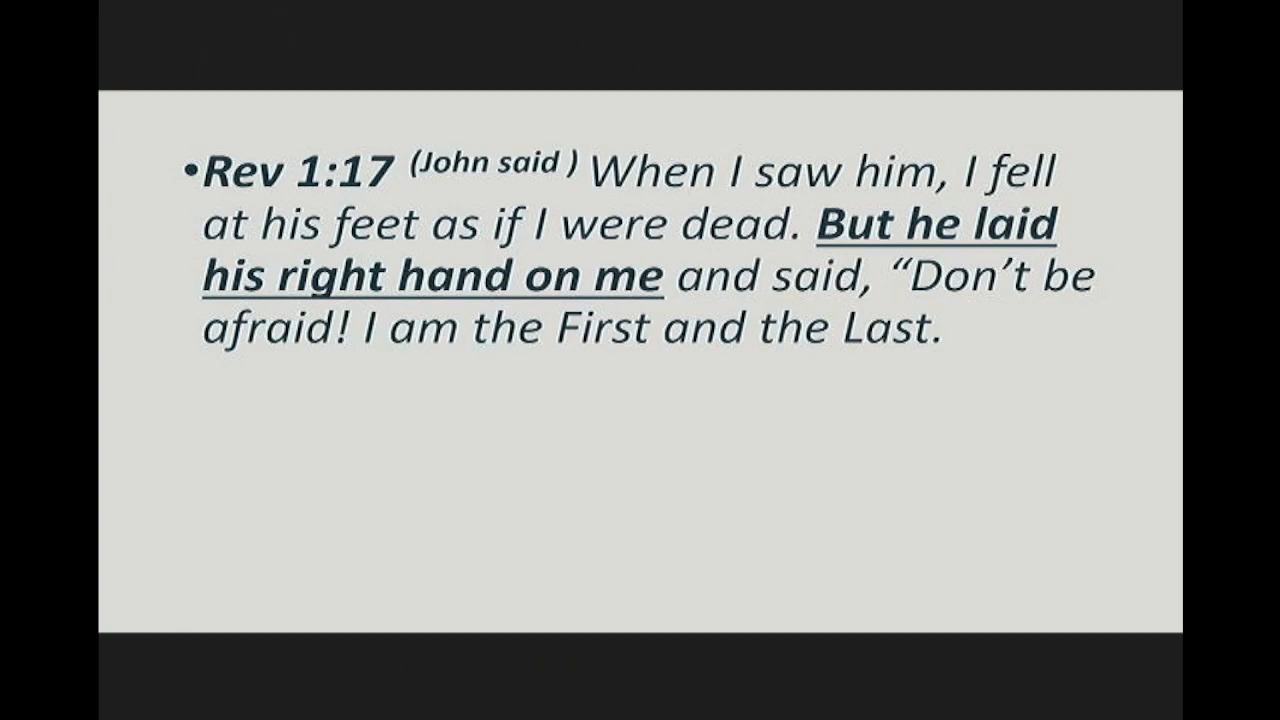 •Rev 1:17 (John said ) When I saw him, I fell
at his feet as if I were dead. But he laid
his right hand on me and said, “Don’t be
afraid! I am the First and the Last.